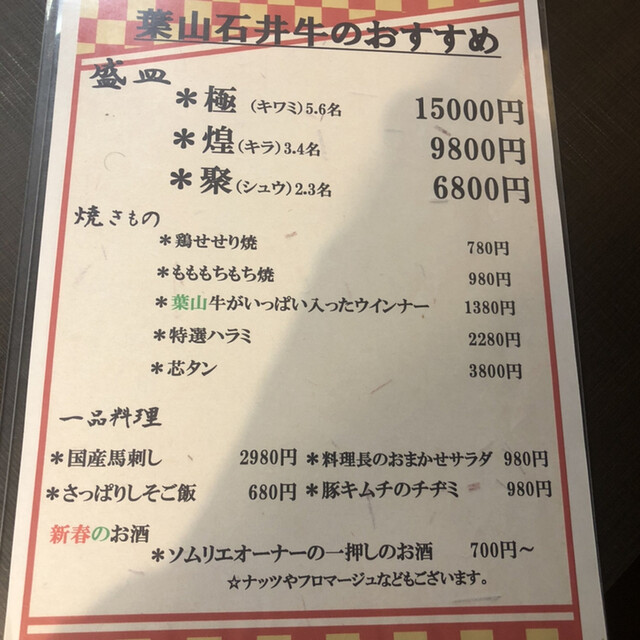 葉山石井牛のおすすめ
盛皿
＊極（キワミ）5.6名 15000円
＊煌（キラ）3.4名 9800円
＊聚（シュウ）2.3名 6800円
焼きもの
＊鶏せせり焼 780円
＊ももももちもち焼 980円
＊葉山牛がいっぱい入ったウインナー 1380円
＊特選ハラミ 2280円
＊芯タン 3800円
一品料理
＊国産馬刺し 2980円 ＊料理長のおまかせサラダ 980円
＊さっぱりしそご飯 680円 ＊豚キムチのチヂミ 980円
新春のお酒
＊ソムリエオーナーの一押しのお酒 700円～
☆ナッツやフロマージュなどもございます。